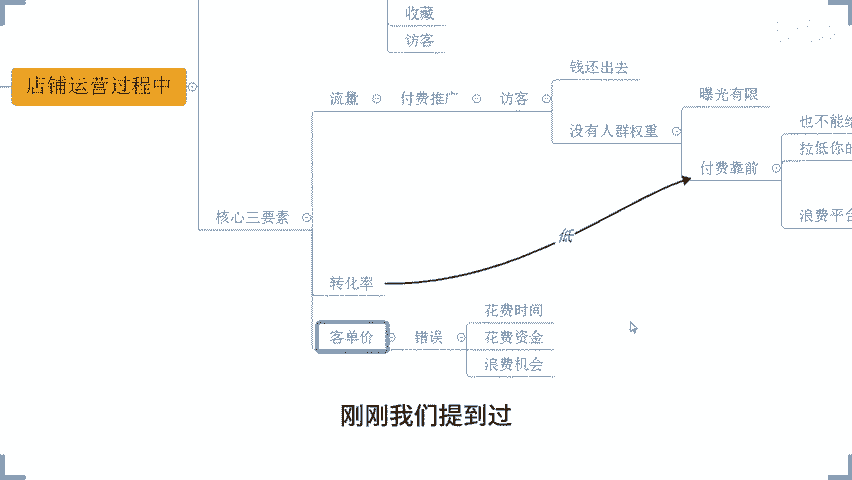 收藏
访客
店铺运营过程中
钱还出去
流量
付费推广
访客
曝光有限
没有人群权重
也不能给
付费靠前
拉低你的
浪费平台
核心三要素
低
转化率
花费时间
客单价
错误
花费资金
浪费机会
刚刚我们提到过